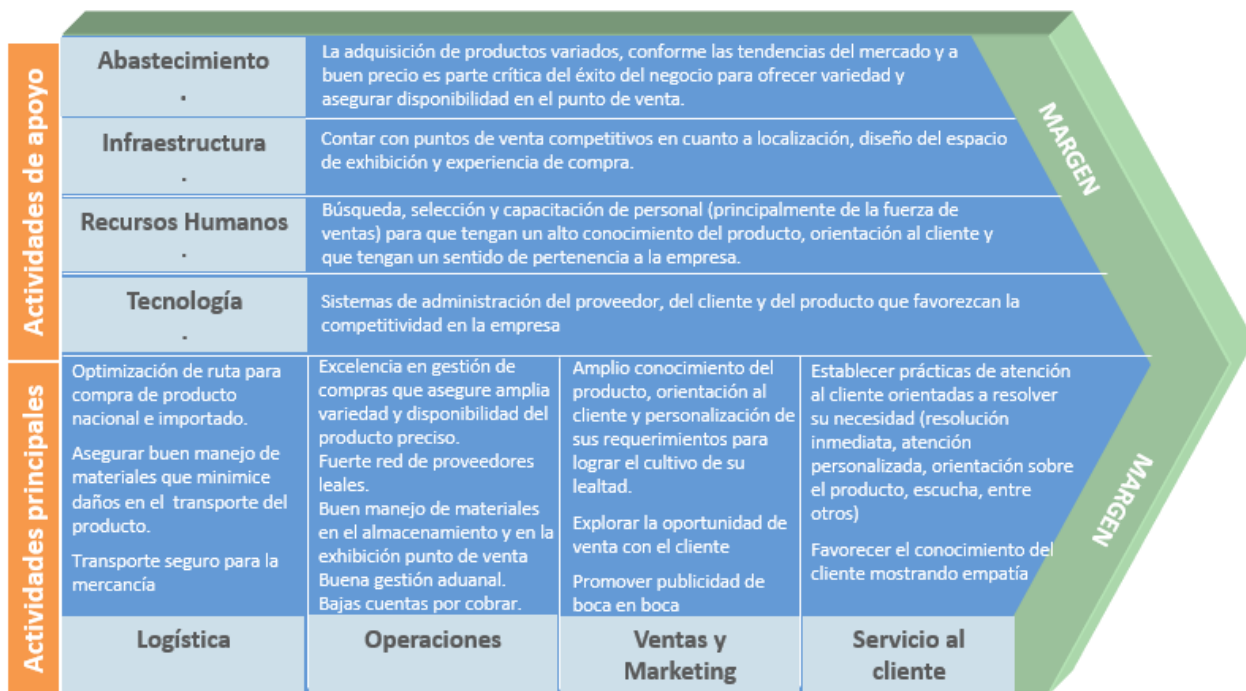 Actividades de apoyo
Abastecimiento
.
La adquisición de productos variados, conforme las tendencias del mercado y a
buen precio es parte crítica del éxito del negocio para ofrecer variedad y
asegurar disponibilidad en el punto de venta.
Infraestructura
.
Contar con puntos de venta competitivos en cuanto a localización, diseño del espacio
de exhibición y experiencia de compra.
Recursos Humanos
.
Búsqueda, selección y capacitación de personal (principalmente de la fuerza de
ventas) para que tengan un alto conocimiento del producto, orientación al cliente y
que tengan un sentido de pertenencia a la empresa.
Tecnología
.
Sistemas de administración del proveedor, del cliente y del producto que favorezcan la
competitividad en la empresa
MARGEN
Actividades principales
Optimización de ruta para
compra de producto
nacional e importado.
Asegurar buen manejo de
materiales que minimice
daños en el transporte del
producto.
Transporte seguro para la
mercancía
Logística
Excelencia en gestión de
compras que asegure amplia
variedad y disponibilidad del
producto preciso.
Fuerte red de proveedores
leales.
Buen manejo de materiales
en el almacenamiento y en la
exhibición punto de venta
Buena gestión aduanal.
Bajas cuentas por cobrar.
Operaciones
Amplio conocimiento del
producto, orientación al
cliente y personalización de
sus requerimientos para
lograr el cultivo de su
lealtad.
Explorar la oportunidad de
venta con el cliente
Promover publicidad de
boca en boca
Ventas y
Marketing
Establecer prácticas de atención
al cliente orientadas a resolver
su necesidad (resolución
inmediata, atención
personalizada, orientación sobre
el producto, escucha, entre
otros)
Favorecer el conocimiento del
cliente mostrando empatía
Servicio al
cliente
MARGEN